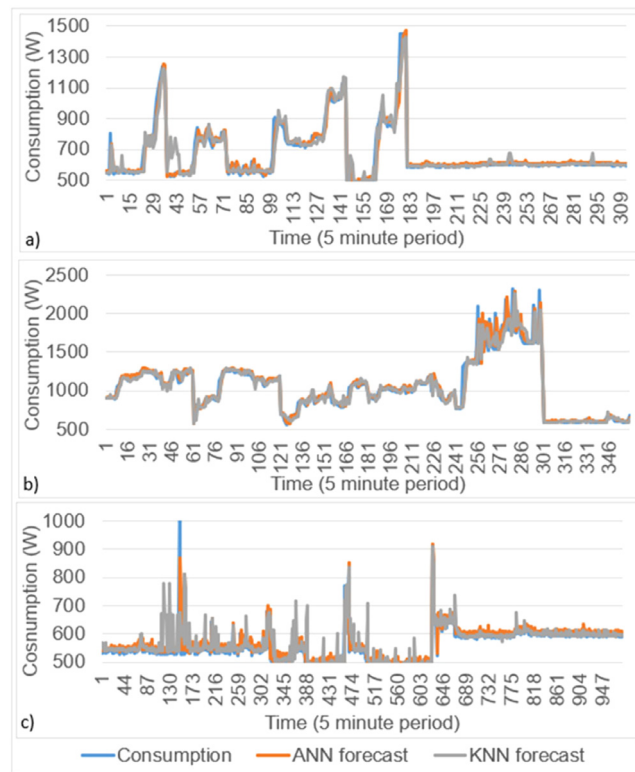 1500
1300
1100
900
700
500
Consumption (W)
1 15 29 43 57 71 85 99 113 127 141 155 169 183 197 211 225 239 253 267 281 295 309
a) Time (5 minute period)
2500
2000
1500
1000
500
Consumption (W)
1 16 31 46 61 76 91 106 121 136 151 166 181 196 211 226 241 256 271 286 301 316 331 346
b) Time (5 minute period)
1000
900
800
700
600
500
Cosnumption (W)
1 44 87 130 173 216 259 302 345 388 431 474 517 560 603 646 689 732 775 818 861 904 947
c) Time (5 minute period)
Consumption ANN forecast KNN forecast